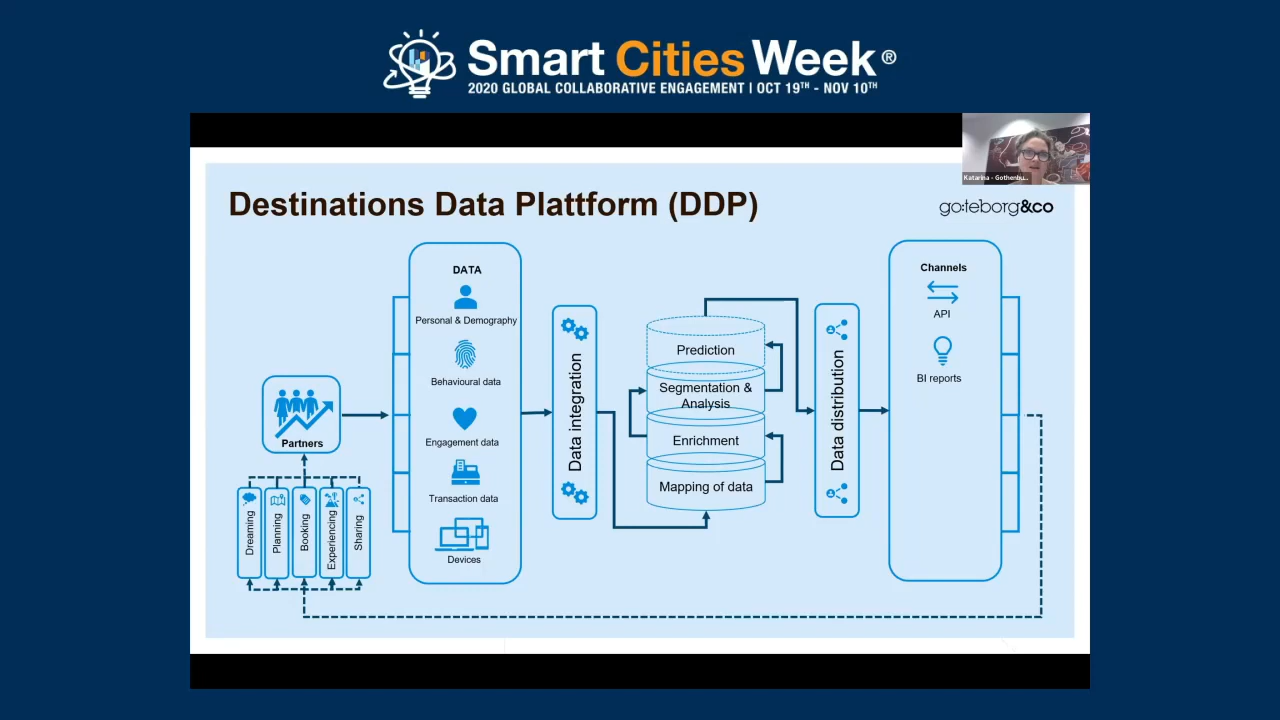 Smart Cities Week®
2020 GLOBAL COLLABORATIVE ENGAGEMENT | OCT 19TH - NOV 10TH
Katarina - Gothenbu...
Destinations Data Plattform (DDP)
go:teborg&co
Partners
Dreaming
Planning
Booking
Experiencing
Sharing
DATA
Personal & Demography
Behavioural data
Engagement data
Transaction data
Devices
Data integration
Prediction
Segmentation &
Analysis
Enrichment
Mapping of data
Data distribution
Channels
API
BI reports